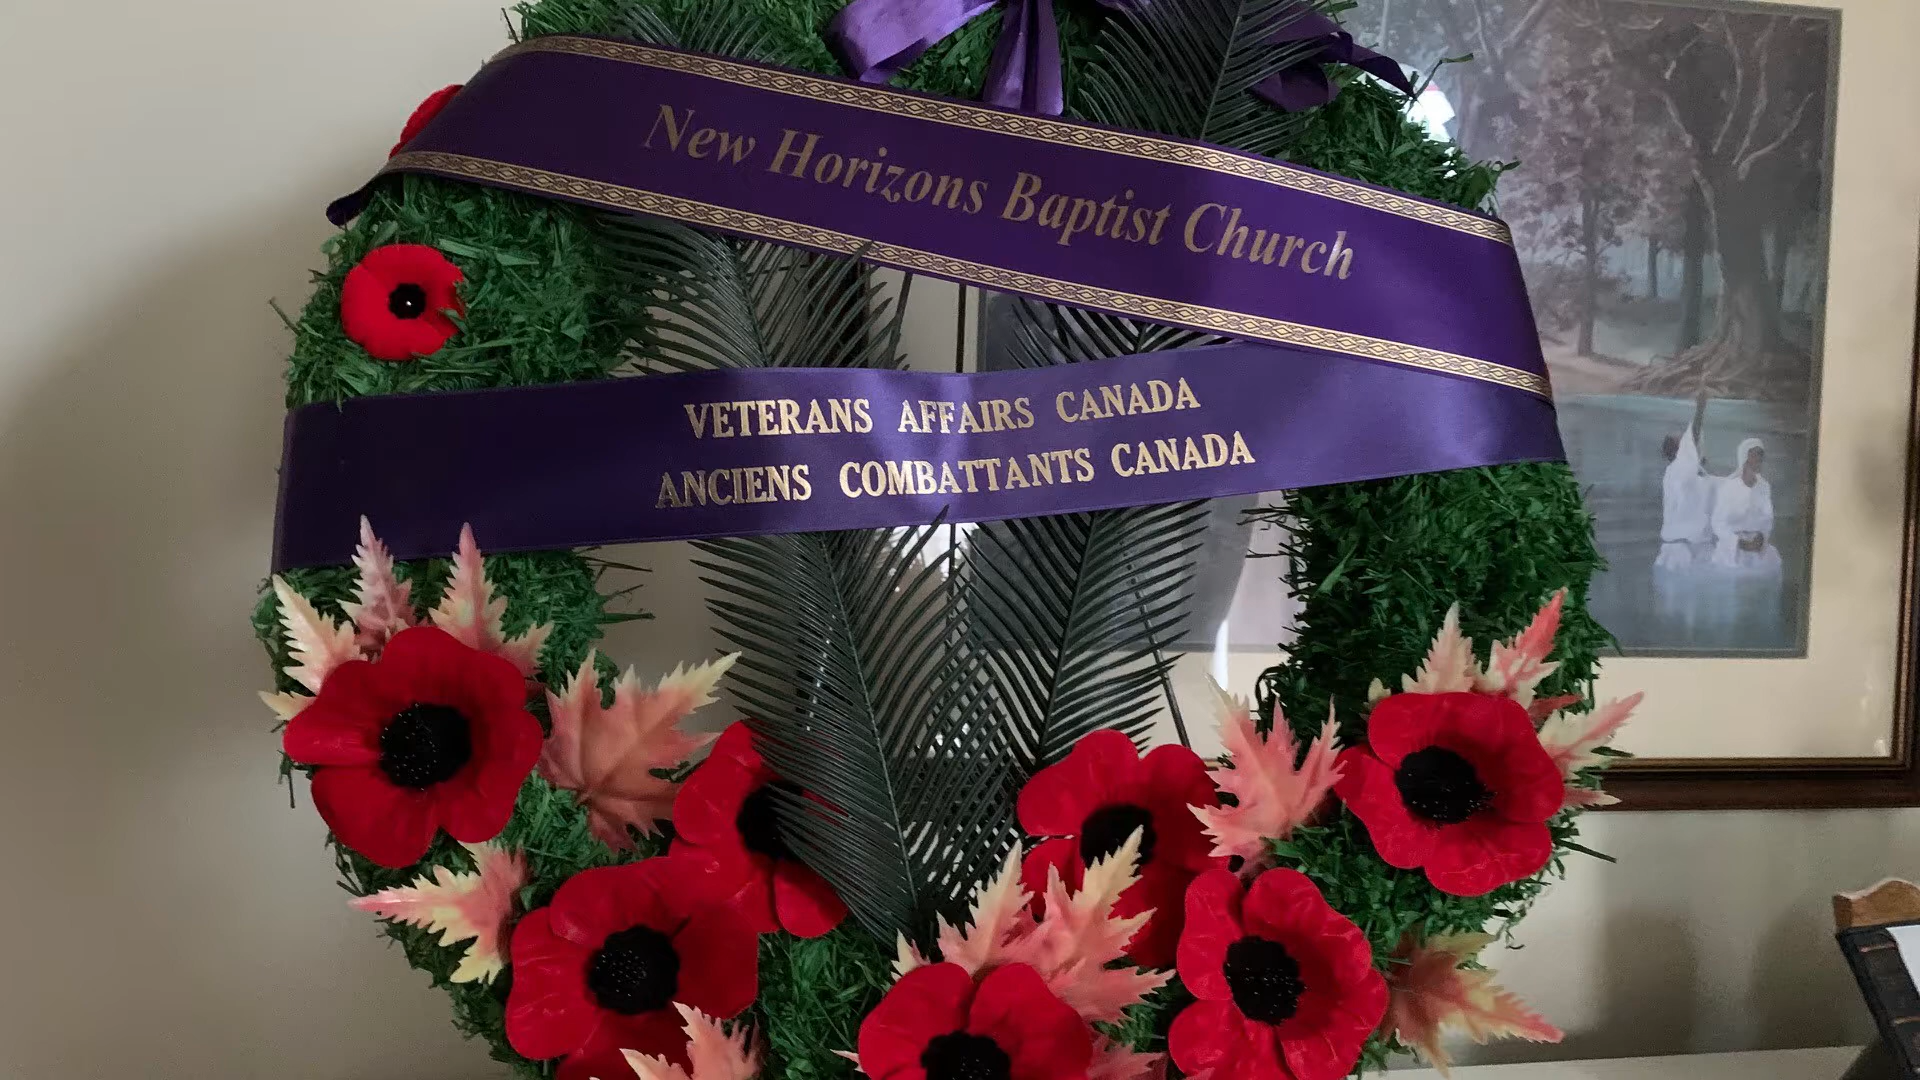 New Horizons Baptist Church
VETERANS AFFAIRS CANADA
ANCIENS COMBATTANTS CANADA